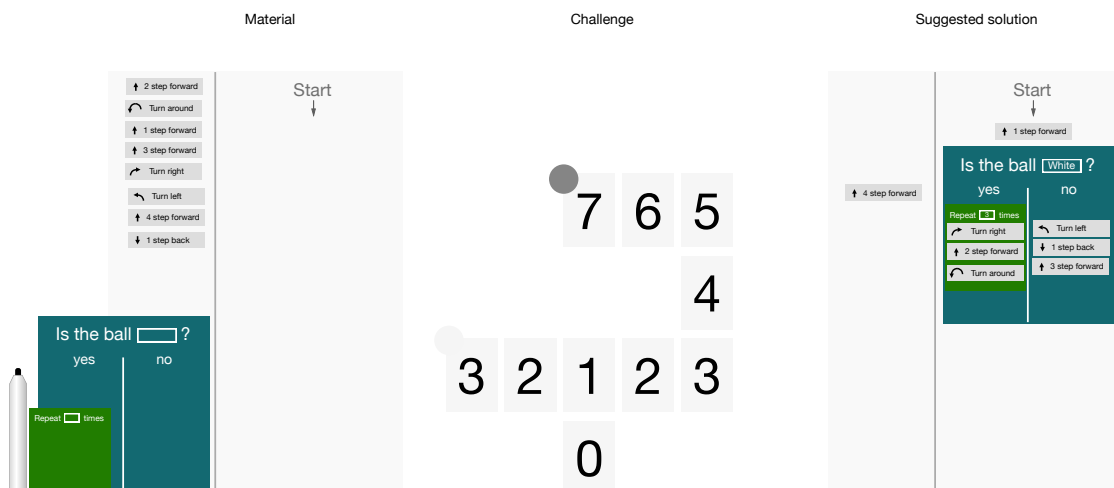 Material
2 step forward
Turn around
1 step forward
3 step forward
Turn right
Turn left
4 step forward
1 step back
Is the ball ?
yes no
Repeat times
Start
Challenge
7 6 5
4
3 2 1 2 3
0
Suggested solution
4 step forward
Start
1 step forward
Is the ball White ?
yes no
Repeat 3 times
Turn right
2 step forward
Turn around
Turn left
1 step back
3 step forward